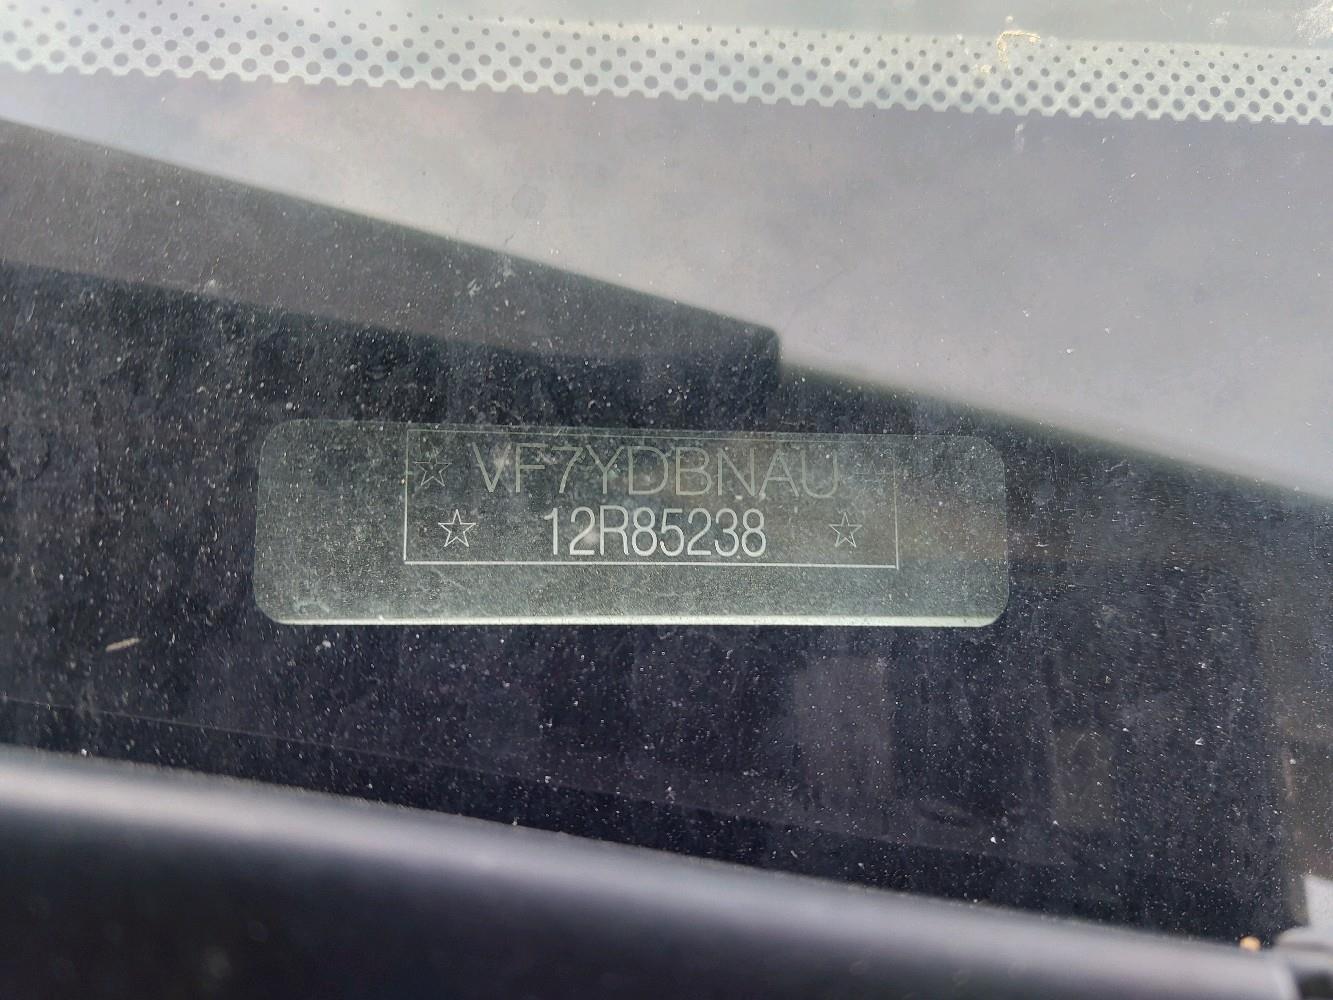 ☆ VF7YDBNAU ☆
☆ 12R85238 ☆